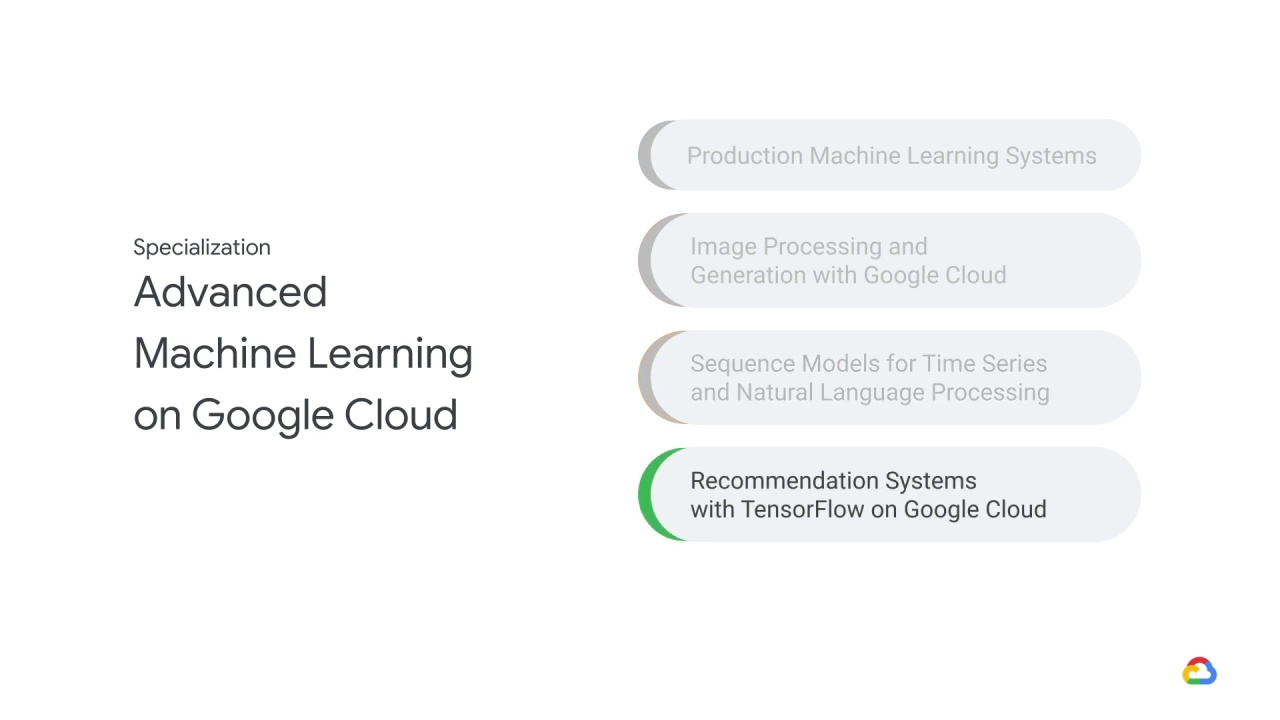 Specialization
Advanced
Machine Learning
on Google Cloud
Production Machine Learning Systems
Image Processing and
Generation with Google Cloud
Sequence Models for Time Series
and Natural Language Processing
Recommendation Systems
with TensorFlow on Google Cloud